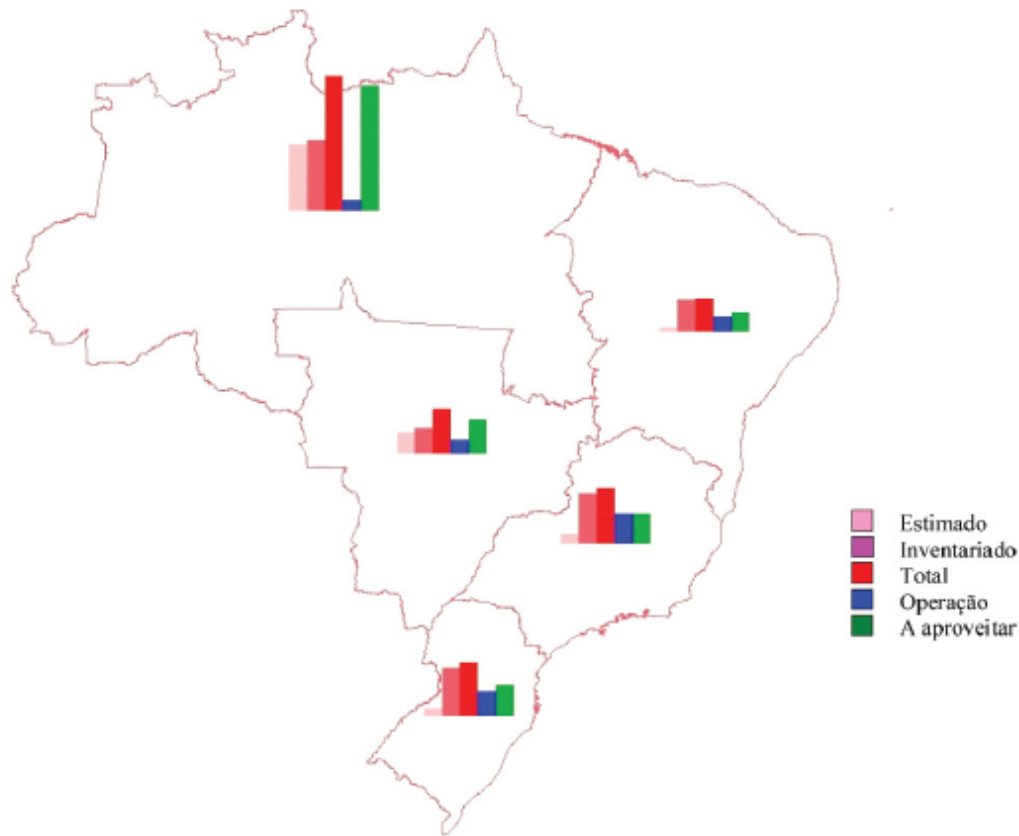 Estimado
Inventariado
Total
Operação
A aproveitar